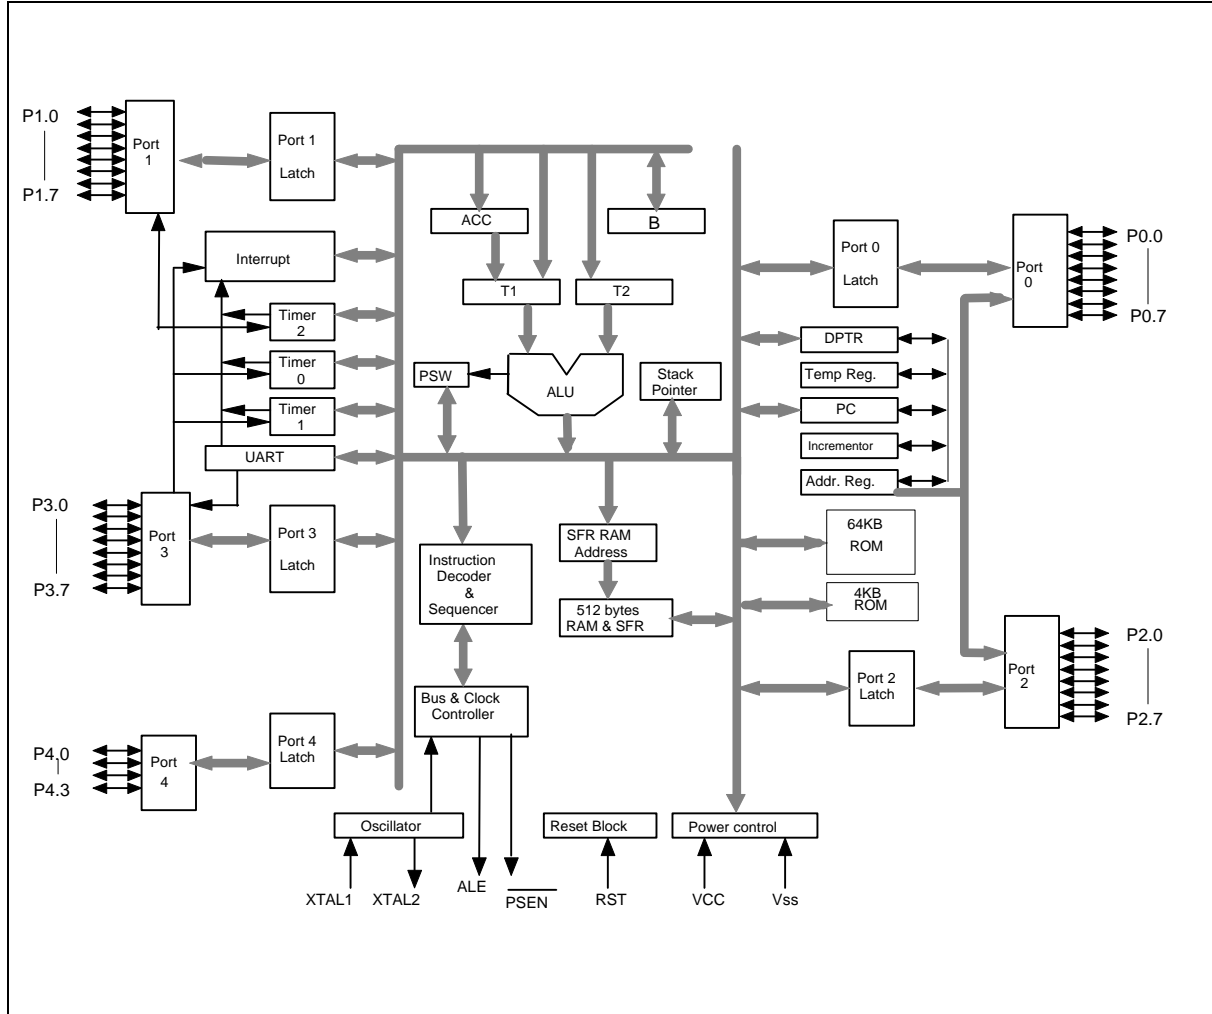 P1.0
P1.7
Port
1
Port 1
Latch
Interrupt
Timer
2
Timer
0
Timer
1
UART
P3.0
P3.7
Port
3
Port 3
Latch
P4.0
P4.3
Port
4
Port 4
Latch
ACC
B
T1
T2
PSW
ALU
Stack
Pointer
Instruction
Decoder
&
Sequencer
SFR RAM
Address
512 bytes
RAM & SFR
Bus & Clock
Controller
Oscillator
Reset Block
Power control
XTAL1
XTAL2
ALE
PSEN
RST
VCC
Vss
Port 0
Latch
Port
0
P0.0
P0.7
DPTR
Temp Reg.
PC
Incrementor
Addr. Reg.
64KB
ROM
4KB
ROM
Port 2
Latch
Port
2
P2.0
P2.7